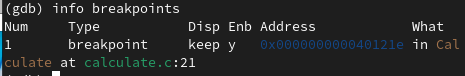 (gdb) info breakpoints
Num     Type           Disp Enb Address            What
1       breakpoint     keep y   0x000000000040121e in Cal
culate at calculate.c:21